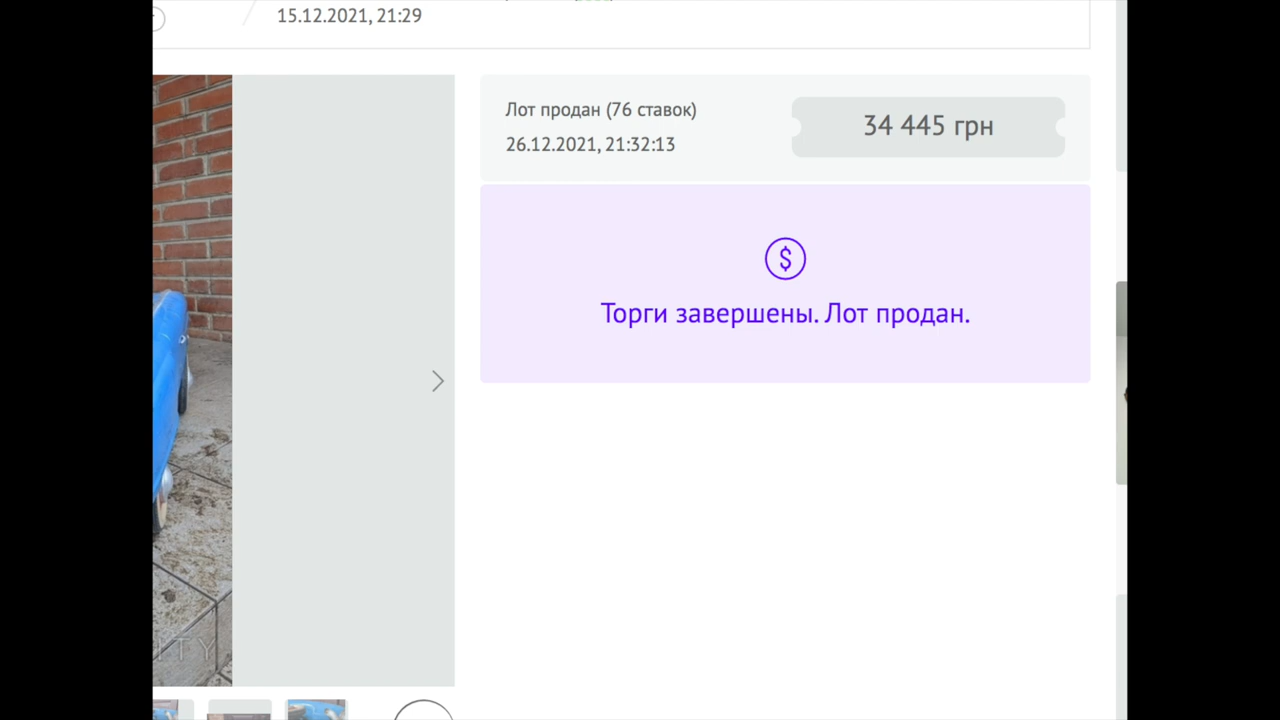 15.12.2021, 21:29
Лот продан (76 ставок)
26.12.2021, 21:32:13
34 445 грн
$
Торги завершены. Лот продан.